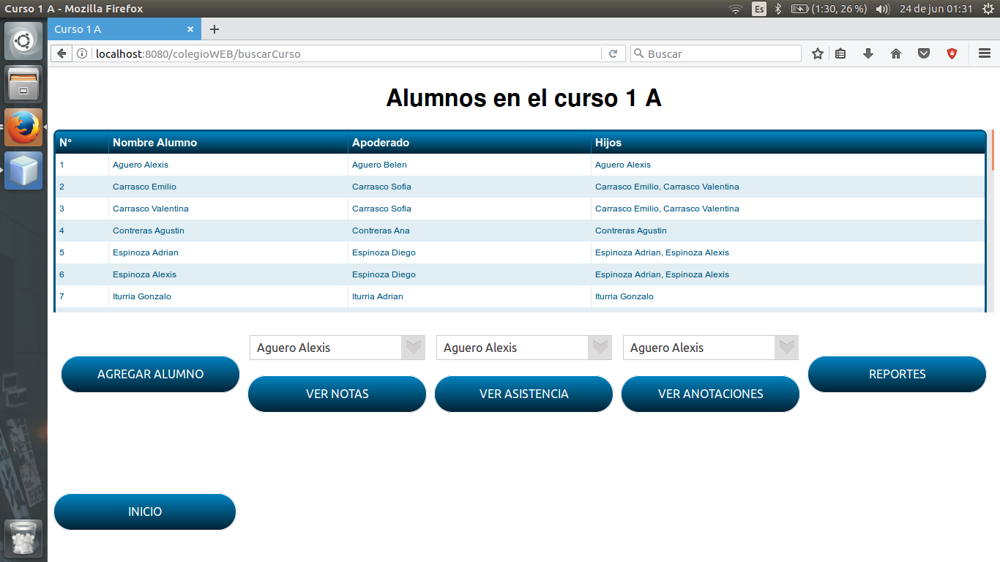 Curso 1 A - Mozilla Firefox
Es
(1:30, 26 %)
24 de jun 01:31
Curso 1 A
localhost:8080/colegioWEB/buscarCurso
Buscar
Alumnos en el curso 1 A
Nº Nombre Alumno Apoderado Hijos
1 Aguero Alexis Aguero Belen Aguero Alexis
2 Carrasco Emilio Carrasco Sofia Carrasco Emilio, Carrasco Valentina
3 Carrasco Valentina Carrasco Sofia Carrasco Emilio, Carrasco Valentina
4 Contreras Agustin Contreras Ana Contreras Agustin
5 Espinoza Adrian Espinoza Diego Espinoza Adrian, Espinoza Alexis
6 Espinoza Alexis Espinoza Diego Espinoza Adrian, Espinoza Alexis
7 Iturria Gonzalo Iturria Adrian Iturria Gonzalo
Aguero Alexis Aguero Alexis Aguero Alexis
AGREGAR ALUMNO
REPORTES
VER NOTAS VER ASISTENCIA VER ANOTACIONES
INICIO